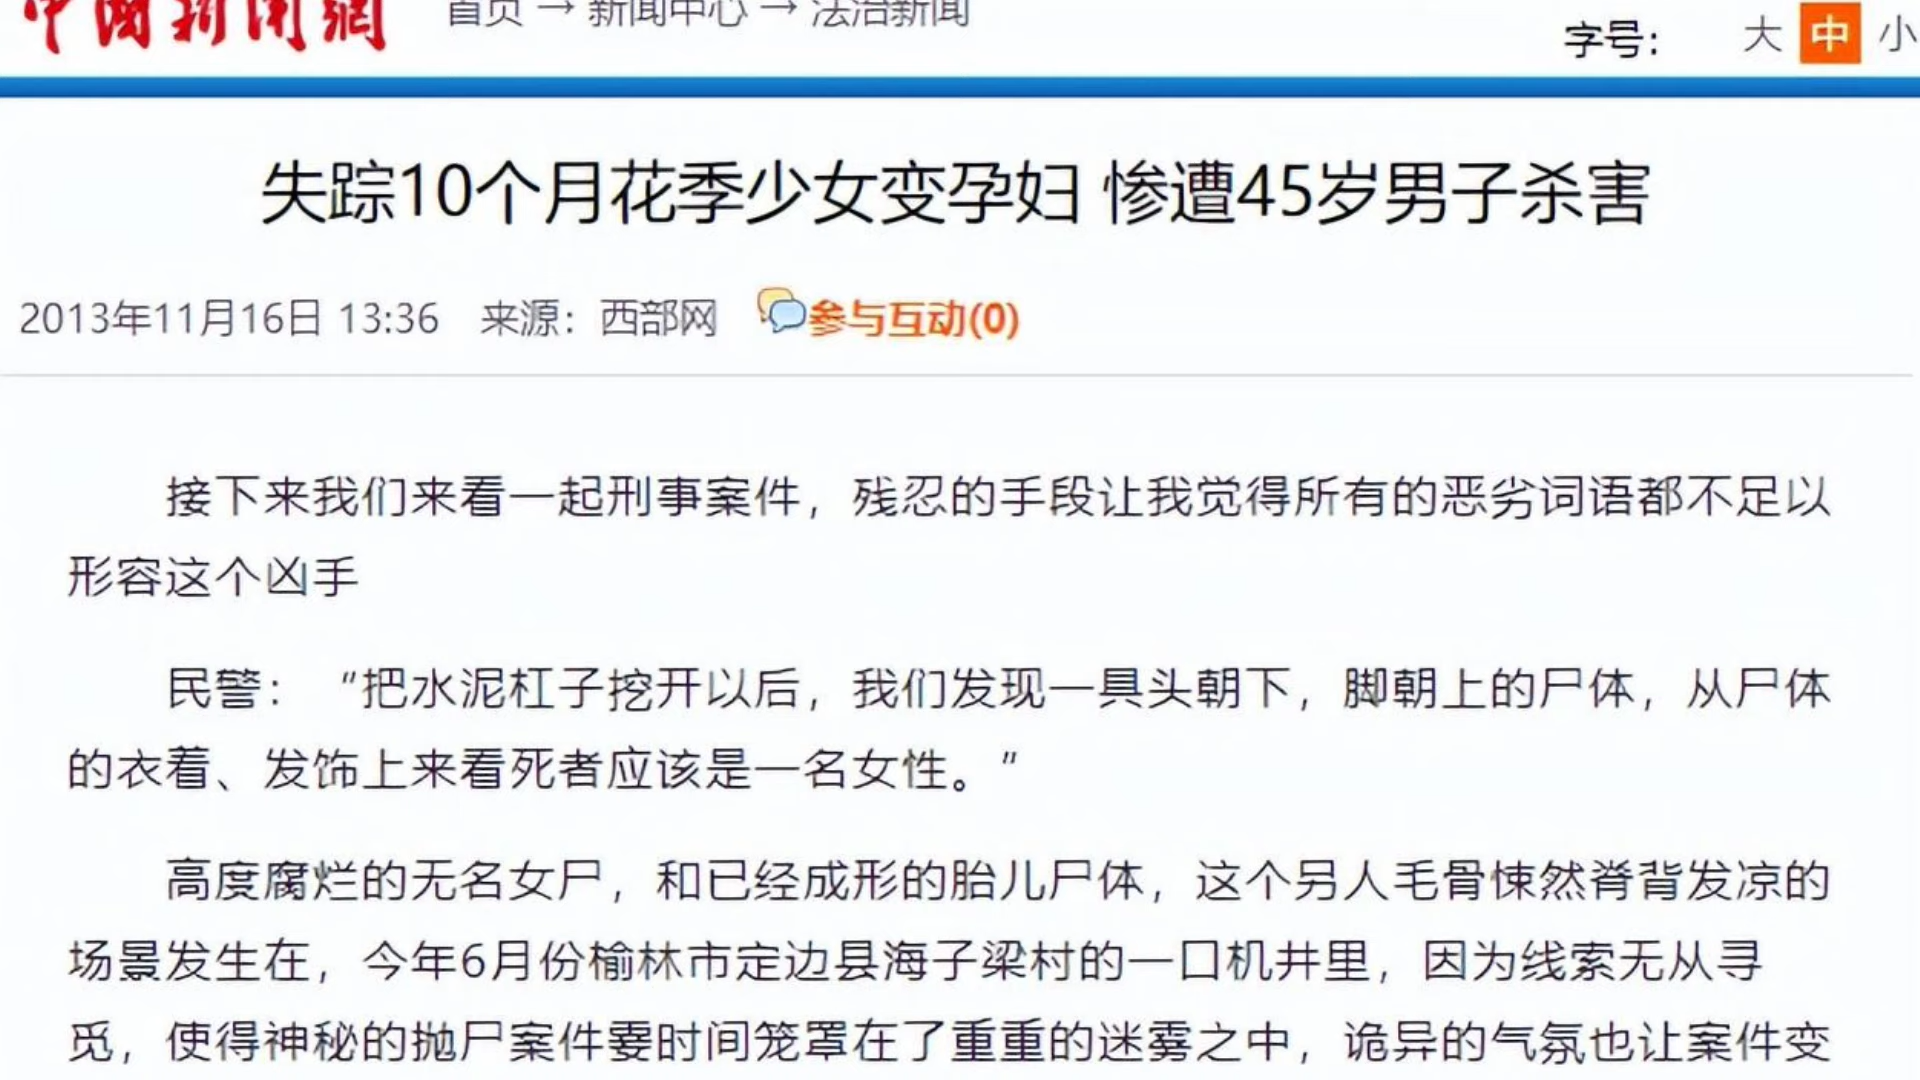 中國新聞網
首页 → 新闻中心 → 法治新闻
字号： 大 中 小
失踪10个月花季少女变孕妇 惨遭45岁男子杀害
2013年11月16日 13:36 来源：西部网 参与互动(0)
接下来我们来看一起刑事案件，残忍的手段让我觉得所有的恶劣词语都不足以
形容这个凶手
民警：“把水泥杠子挖开以后，我们发现一具头朝下，脚朝上的尸体，从尸体
的衣着、发饰上来看死者应该是一名女性。”
高度腐烂的无名女尸，和已经成形的胎儿尸体，这个另人毛骨悚然脊背发凉的
场景发生在，今年6月份榆林市定边县海子梁村的一口机井里，因为线索无从寻
觅，使得神秘的抛尸案件霎时间笼罩在了重重的迷雾之中，诡异的气氛也让案件变